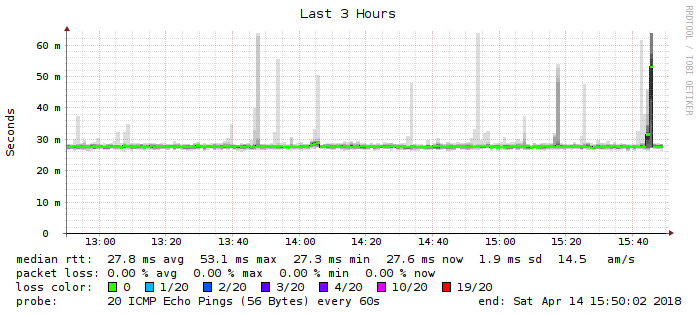 Last 3 Hours
RRDTOOL / TOBI OETIKER
Seconds
60 m
50 m
40 m
30 m
20 m
10 m
0
13:00 13:20 13:40 14:00 14:20 14:40 15:00 15:20 15:40
median rtt: 27.8 ms avg 53.1 ms max 27.3 ms min 27.6 ms now 1.9 ms sd 14.5 am/s
packet loss: 0.00 % avg 0.00 % max 0.00 % min 0.00 % now
loss color: 0 1/20 2/20 3/20 4/20 10/20 19/20
probe: 20 ICMP Echo Pings (56 Bytes) every 60s end: Sat Apr 14 15:50:02 2018